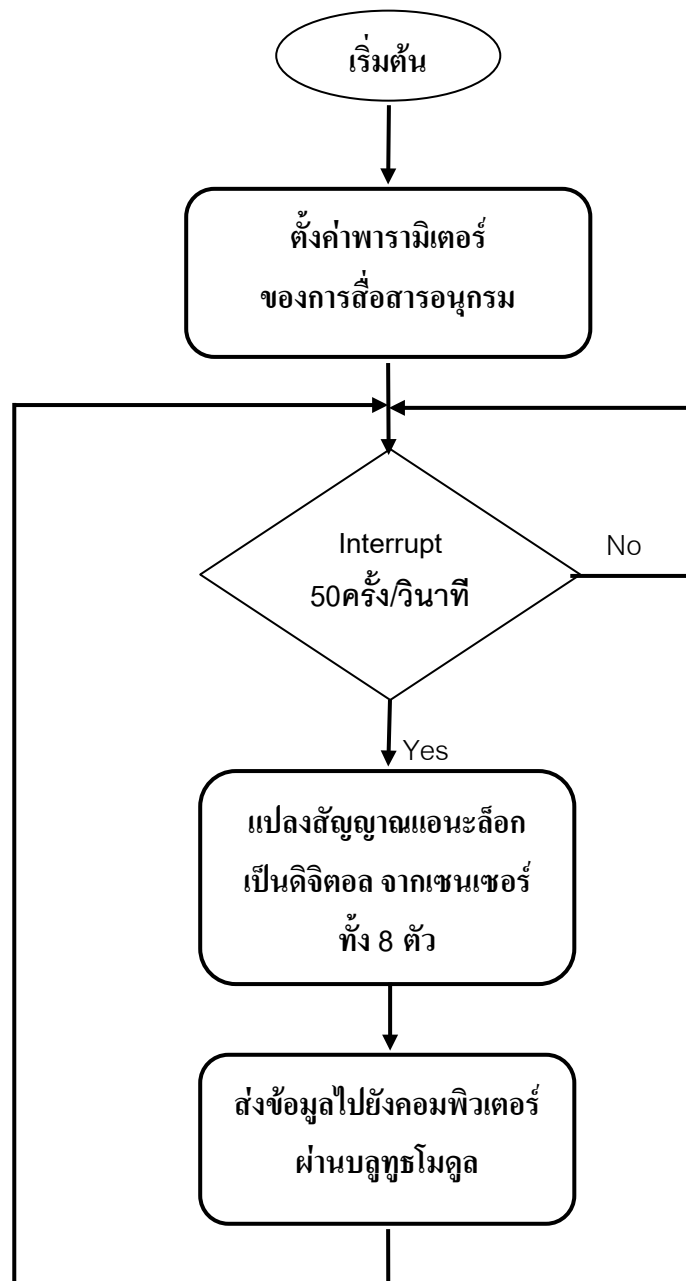 เริ่มต้น
ตั้งค่าพารามิเตอร์
ของการสื่อสารอนุกรม
Interrupt
50ครั้ง/วินาที
No
Yes
แปลงสัญญาณแอนะล็อก
เป็นดิจิตอล จากเซนเซอร์
ทั้ง 8 ตัว
ส่งข้อมูลไปยังคอมพิวเตอร์
ผ่านบลูทูธโมดูล